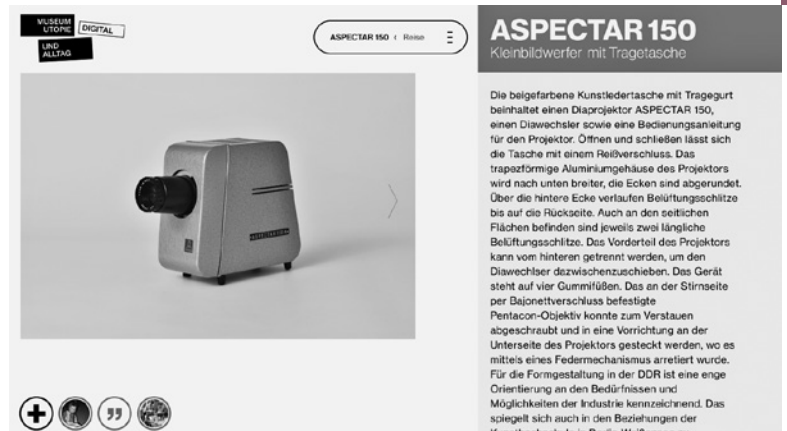 MUSEUM
UTOPIE
DIGITAL
UND
ALLTAG
ASPECTAR 150 ‹ Reise
ASPECTAR 150
Kleinbildwerfer mit Tragetasche
Die beigefarbene Kunstledertasche mit Tragegurt
beinhaltet einen Diaprojektor ASPECTAR 150,
einen Diawechsler sowie eine Bedienungsanleitung
für den Projektor. Öffnen und schließen lässt sich
die Tasche mit einem Reißverschluss. Das
trapezförmige Aluminiumgehäuse des Projektors
wird nach unten breiter, die Ecken sind abgerundet.
Über die hintere Ecke verlaufen Belüftungsschlitze
bis auf die Rückseite. Auch an den seitlichen
Flächen befinden sind jeweils zwei längliche
Belüftungsschlitze. Das Vorderteil des Projektors
kann vom hinteren getrennt werden, um den
Diawechlser dazwischenzuschieben. Das Gerät
steht auf vier Gummifüßen. Das an der Stirnseite
per Bajonettverschluss befestigte
Pentacon-Objektiv konnte zum Verstauen
abgeschraubt und in eine Vorrichtung an der
Unterseite des Projektors gesteckt werden, wo es
mittels eines Federmechanismus arretiert wurde.
Für die Formgestaltung in der DDR ist eine enge
Orientierung an den Bedürfnissen und
Möglichkeiten der Industrie kennzeichnend. Das
spiegelt sich auch in den Beziehungen der